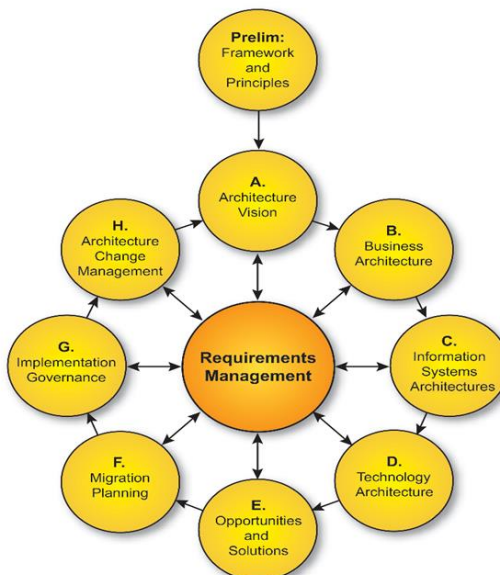 Prelim:
Framework
and
Principles
A.
Architecture
Vision
B.
Business
Architecture
C.
Information
Systems
Architectures
D.
Technology
Architecture
E.
Opportunities
and
Solutions
F.
Migration
Planning
G.
Implementation
Governance
H.
Architecture
Change
Management
Requirements
Management